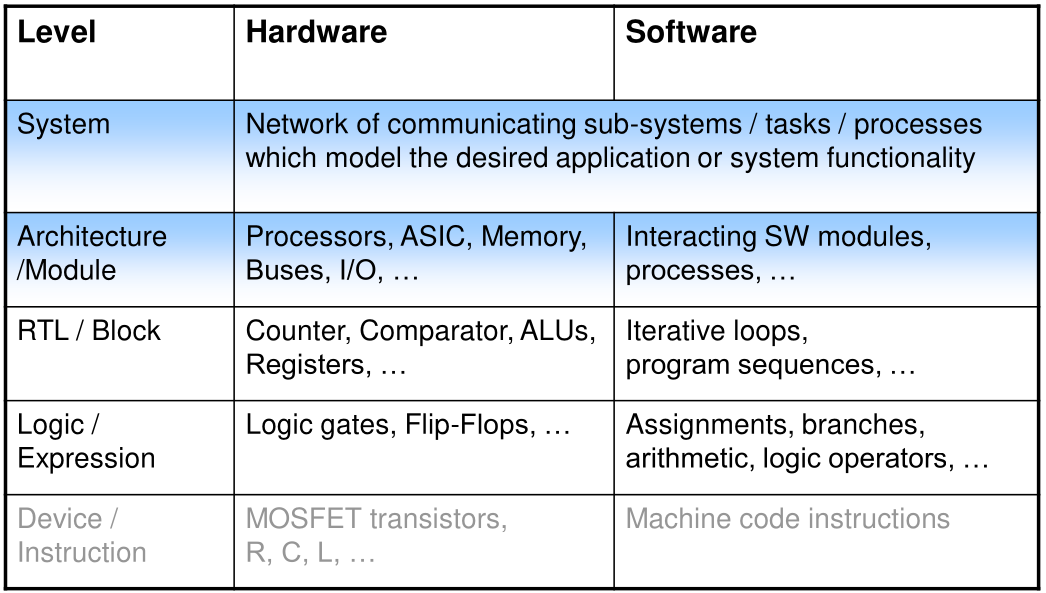 Level Hardware Software
System Network of communicating sub-systems / tasks / processes
which model the desired application or system functionality
Architecture Processors, ASIC, Memory, Interacting SW modules,
/Module Buses, I/O, … processes, …
RTL / Block Counter, Comparator, ALUs, Iterative loops,
Registers, … program sequences, …
Logic / Logic gates, Flip-Flops, … Assignments, branches,
Expression arithmetic, logic operators, …
Device / MOSFET transistors, Machine code instructions
Instruction R, C, L, …